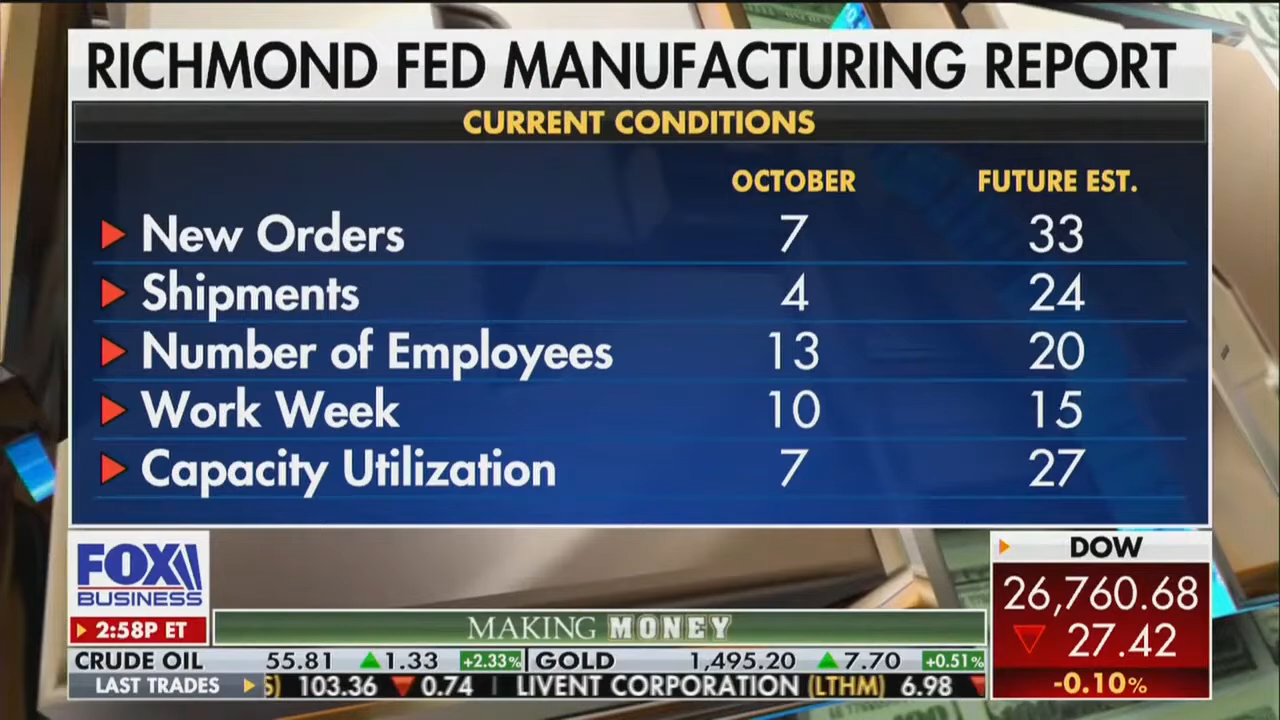 RICHMOND FED MANUFACTURING REPORT
CURRENT CONDITIONS
OCTOBER FUTURE EST.
New Orders 7 33
Shipments 4 24
Number of Employees 13 20
Work Week 10 15
Capacity Utilization 7 27
FOX BUSINESS
2:58P ET
MAKING MONEY
DOW
26,760.68
27.42
-0.10%
CRUDE OIL 55.81 1.33 +2.33% GOLD 1,495.20 7.70 +0.51%
LAST TRADES S) 103.36 0.74 LIVENT CORPORATION (LTHM) 6.98